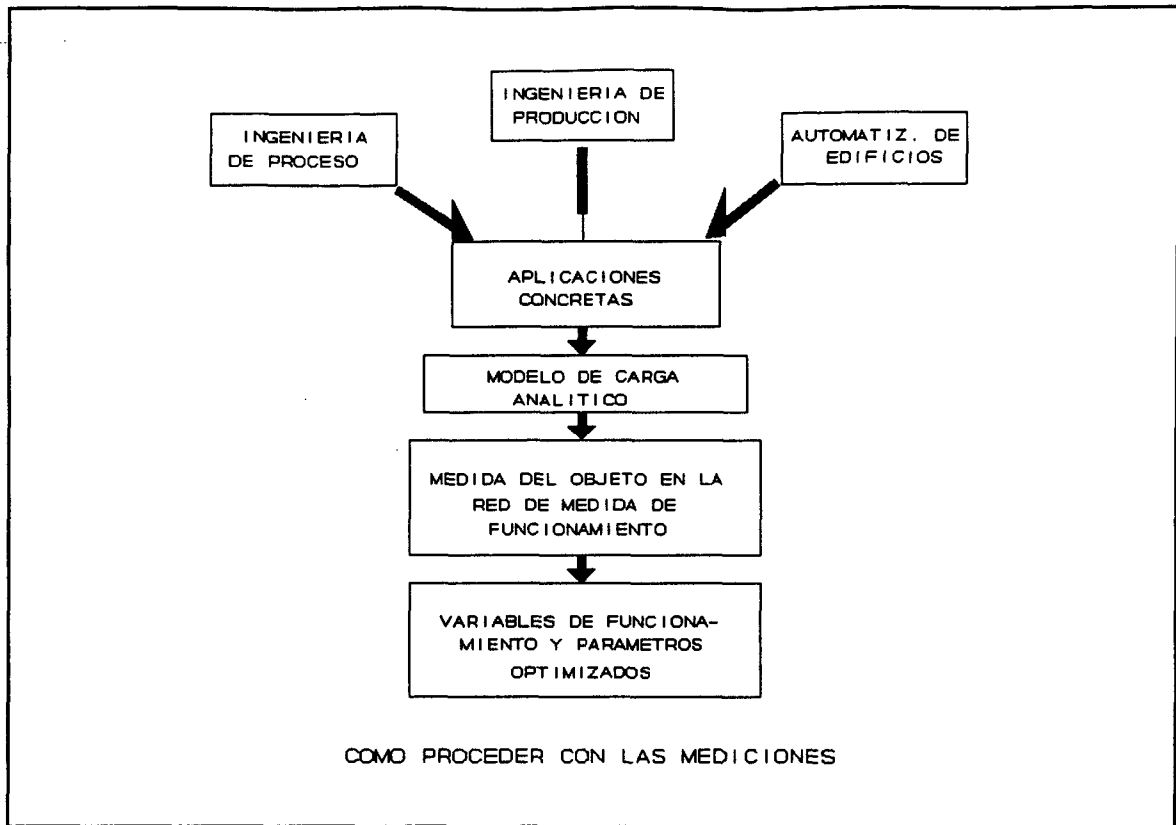 INGENIERIA
DE PROCESO
INGENIERIA DE
PRODUCCION
AUTOMATIZ. DE
EDIFICIOS
APLICACIONES
CONCRETAS
MODELO DE CARGA
ANALITICO
MEDIDA DEL OBJETO EN LA
RED DE MEDIDA DE
FUNCIONAMIENTO
VARIABLES DE FUNCIONA-
MIENTO Y PARAMETROS
OPTIMIZADOS
COMO PROCEDER CON LAS MEDICIONES